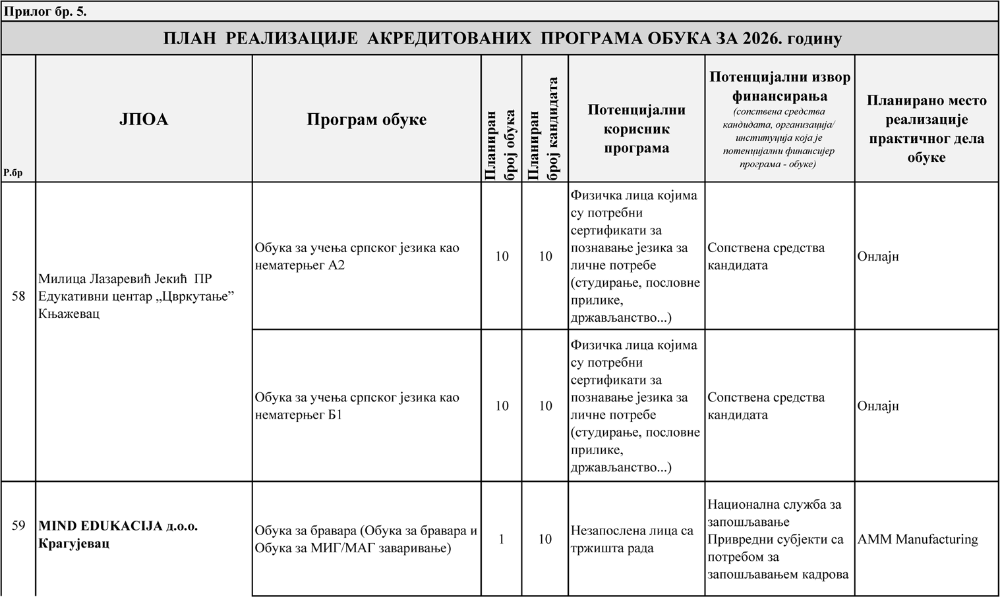 Прилог бр. 5.
ПЛАН РЕАЛИЗАЦИЈЕ АКРЕДИТОВАНИХ ПРОГРАМА ОБУКА ЗА 2026. годину
Р.бр
ЈПОА
Програм обуке
Планиран
број обука
Планиран
број кандидата
Потенцијални
корисник
програма
Потенцијални извор
финансирања
(сопствена средства
кандидата, организација/
институција која је
потенцијални финансијер
програма - обуке)
Планирано место
реализације
практичног дела
обуке
58
Милица Лазаревић Јекић ПР
Едукативни центар „Цвркутање”
Књажевац
Обука за учења српског језика као
нематерњег А2
10
10
Физичка лица којима
су потребни
сертификати за
познавање језика за
личне потребе
(студирање, пословне
прилике,
држављанство...)
Сопствена средства
кандидата
Онлајн
Обука за учења српског језика као
нематерњег Б1
10
10
Физичка лица којима
су потребни
сертификати за
познавање језика за
личне потребе
(студирање, пословне
прилике,
држављанство...)
Сопствена средства
кандидата
Онлајн
59
MIND EDUKACIJA д.о.о.
Крагујевац
Обука за бравара (Обука за бравара и
Обука за МИГ/МАГ заваривање)
1
10
Незапослена лица са
тржишта рада
Национална служба за
запошљавање
Привредни субјекти са
потребом за
запошљавањем кадрова
AMM Manufacturing